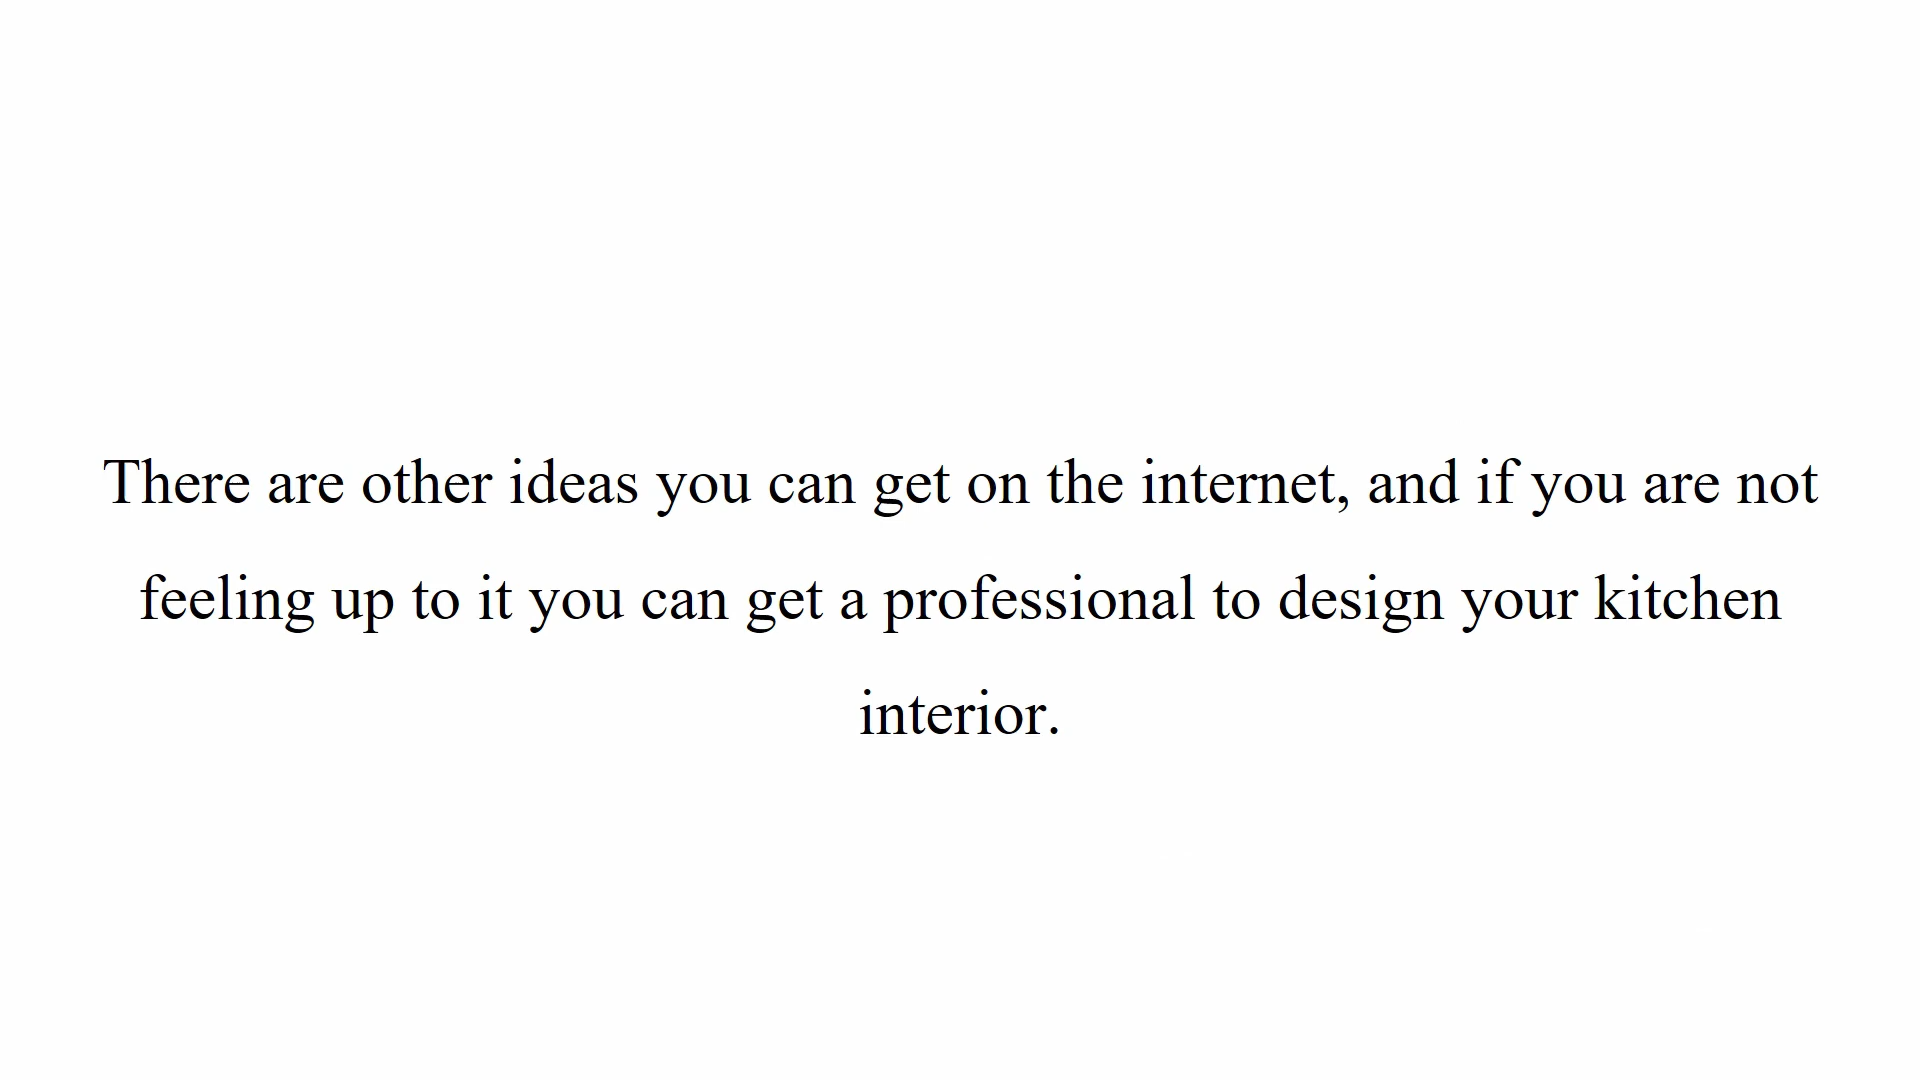 There are other ideas you can get on the internet, and if you are not
feeling up to it you can get a professional to design your kitchen
interior.